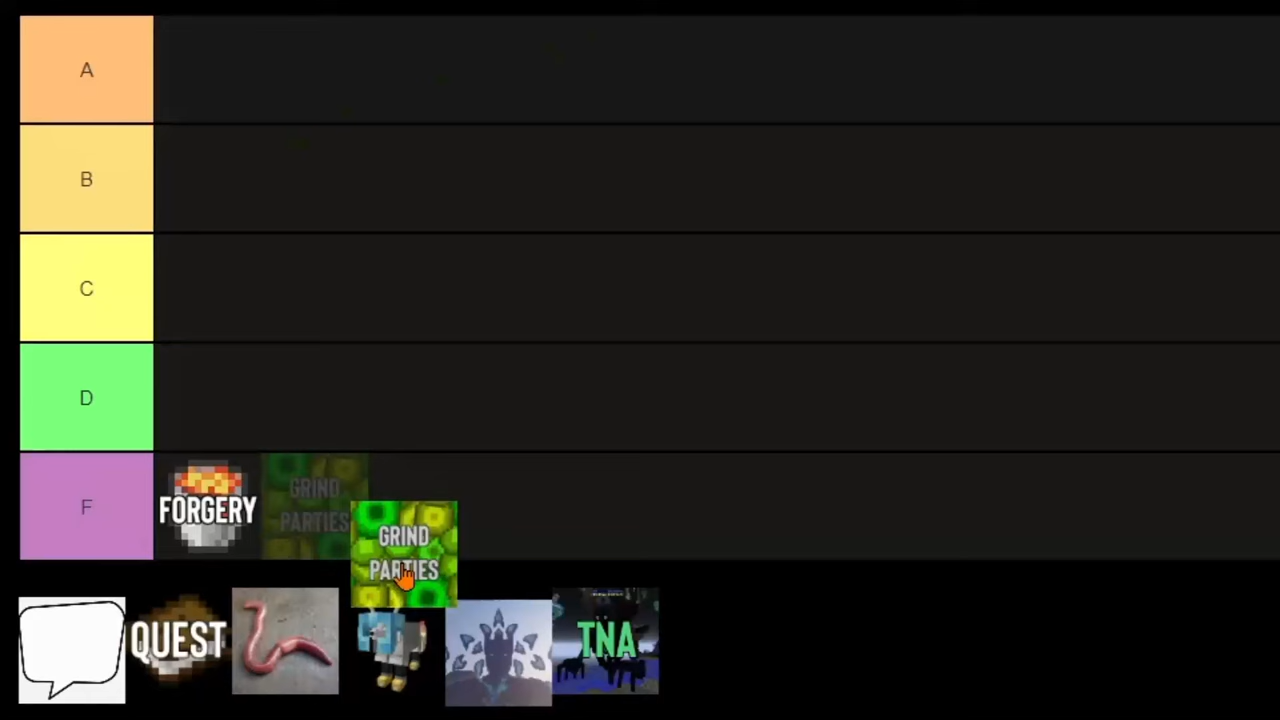 A
B
C
D
F
FORGERY
GRIND
PARTIES
GRIND
PARTIES
QUEST
TNA